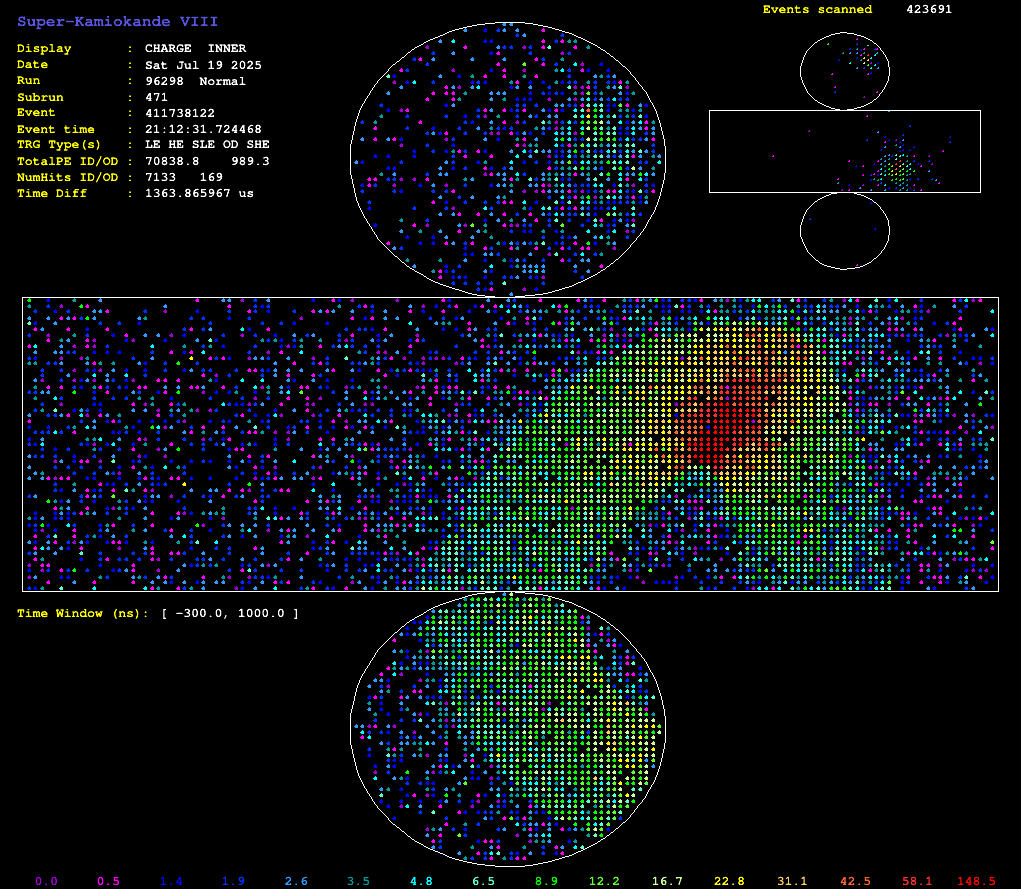 Super-Kamiokande VIII
Events scanned 423691
Display : CHARGE INNER
Date : Sat Jul 19 2025
Run : 96298 Normal
Subrun : 471
Event : 411738122
Event time : 21:12:31.724468
TRG Type(s) : LE HE SLE OD SHE
TotalPE ID/OD : 70838.8 989.3
NumHits ID/OD : 7133 169
Time Diff : 1363.865967 us
Time Window (ns): [ -300.0, 1000.0 ]
0.0 0.5 1.4 1.9 2.6 3.5 4.8 6.5 8.9 12.2 16.7 22.8 31.1 42.5 58.1 148.5